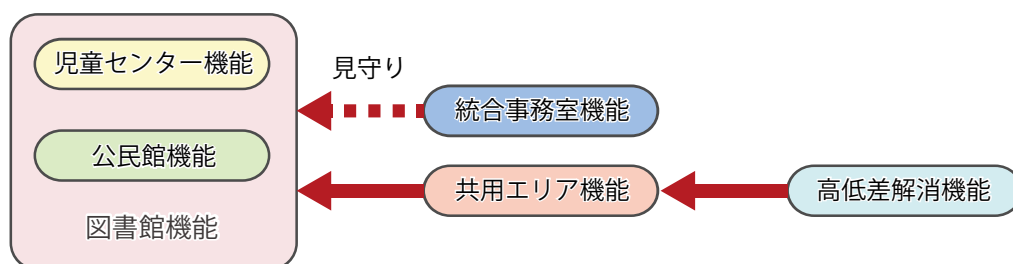 児童センター機能
見守り
統合事務室機能
公民館機能
共用エリア機能
高低差解消機能
図書館機能